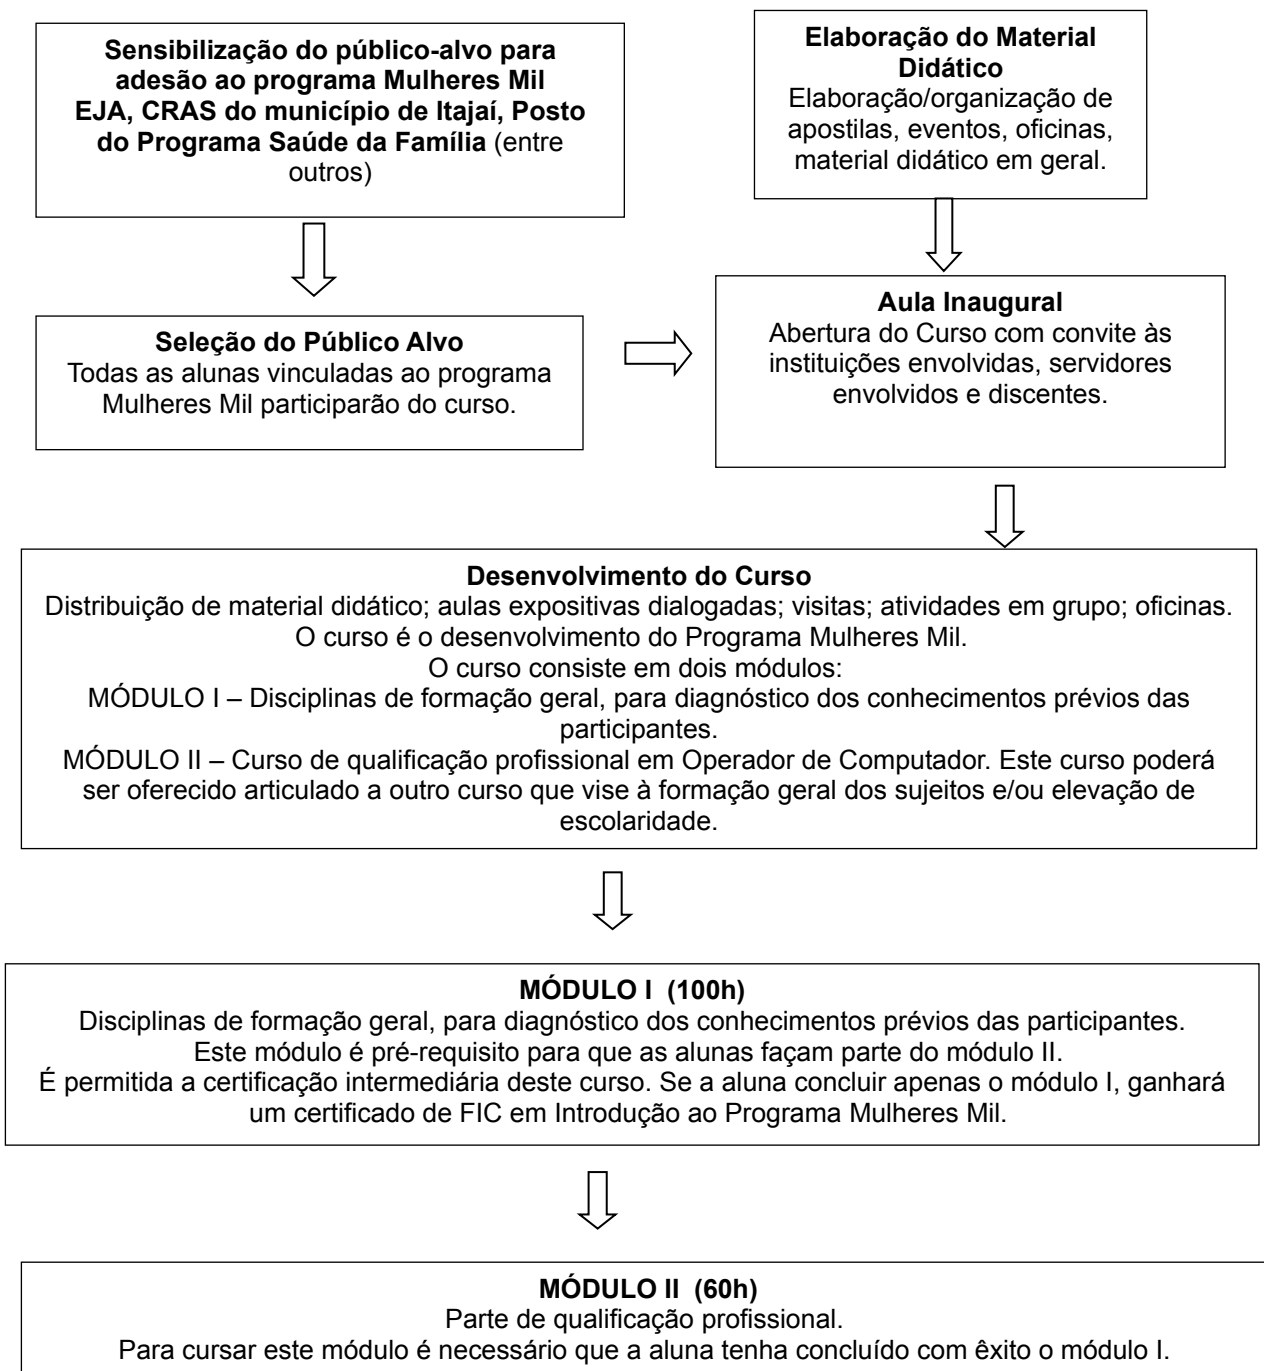 Sensibilização do público-alvo para
adesão ao programa Mulheres Mil
EJA, CRAS do município de Itajaí, Posto
do Programa Saúde da Família (entre
outros)
Elaboração do Material
Didático
Elaboração/organização de
apostilas, eventos, oficinas,
material didático em geral.
Seleção do Público Alvo
Todas as alunas vinculadas ao programa
Mulheres Mil participarão do curso.
Aula Inaugural
Abertura do Curso com convite às
instituições envolvidas, servidores
envolvidos e discentes.
Desenvolvimento do Curso
Distribuição de material didático; aulas expositivas dialogadas; visitas; atividades em grupo; oficinas.
O curso é o desenvolvimento do Programa Mulheres Mil.
O curso consiste em dois módulos:
MÓDULO I – Disciplinas de formação geral, para diagnóstico dos conhecimentos prévios das
participantes.
MÓDULO II – Curso de qualificação profissional em Operador de Computador. Este curso poderá
ser oferecido articulado a outro curso que vise à formação geral dos sujeitos e/ou elevação de
escolaridade.
MÓDULO I (100h)
Disciplinas de formação geral, para diagnóstico dos conhecimentos prévios das participantes.
Este módulo é pré-requisito para que as alunas façam parte do módulo II.
É permitida a certificação intermediária deste curso. Se a aluna concluir apenas o módulo I, ganhará
um certificado de FIC em Introdução ao Programa Mulheres Mil.
MÓDULO II (60h)
Parte de qualificação profissional.
Para cursar este módulo é necessário que a aluna tenha concluído com êxito o módulo I.